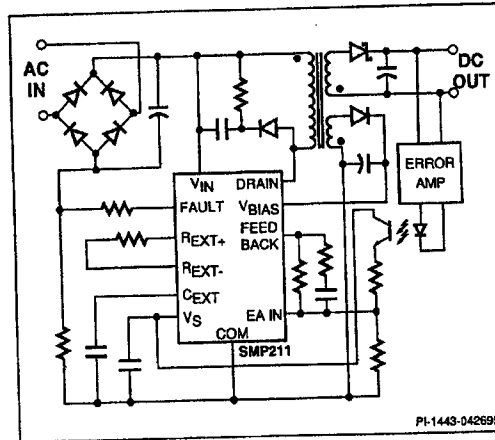 AC
IN
DC
OUT
ERROR
AMP
VIN
DRAIN
FAULT
VBIAS
REXT+
FEED
BACK
REXT-
CEXT
VS
EA IN
COM
SMP211
PI-1443-042695